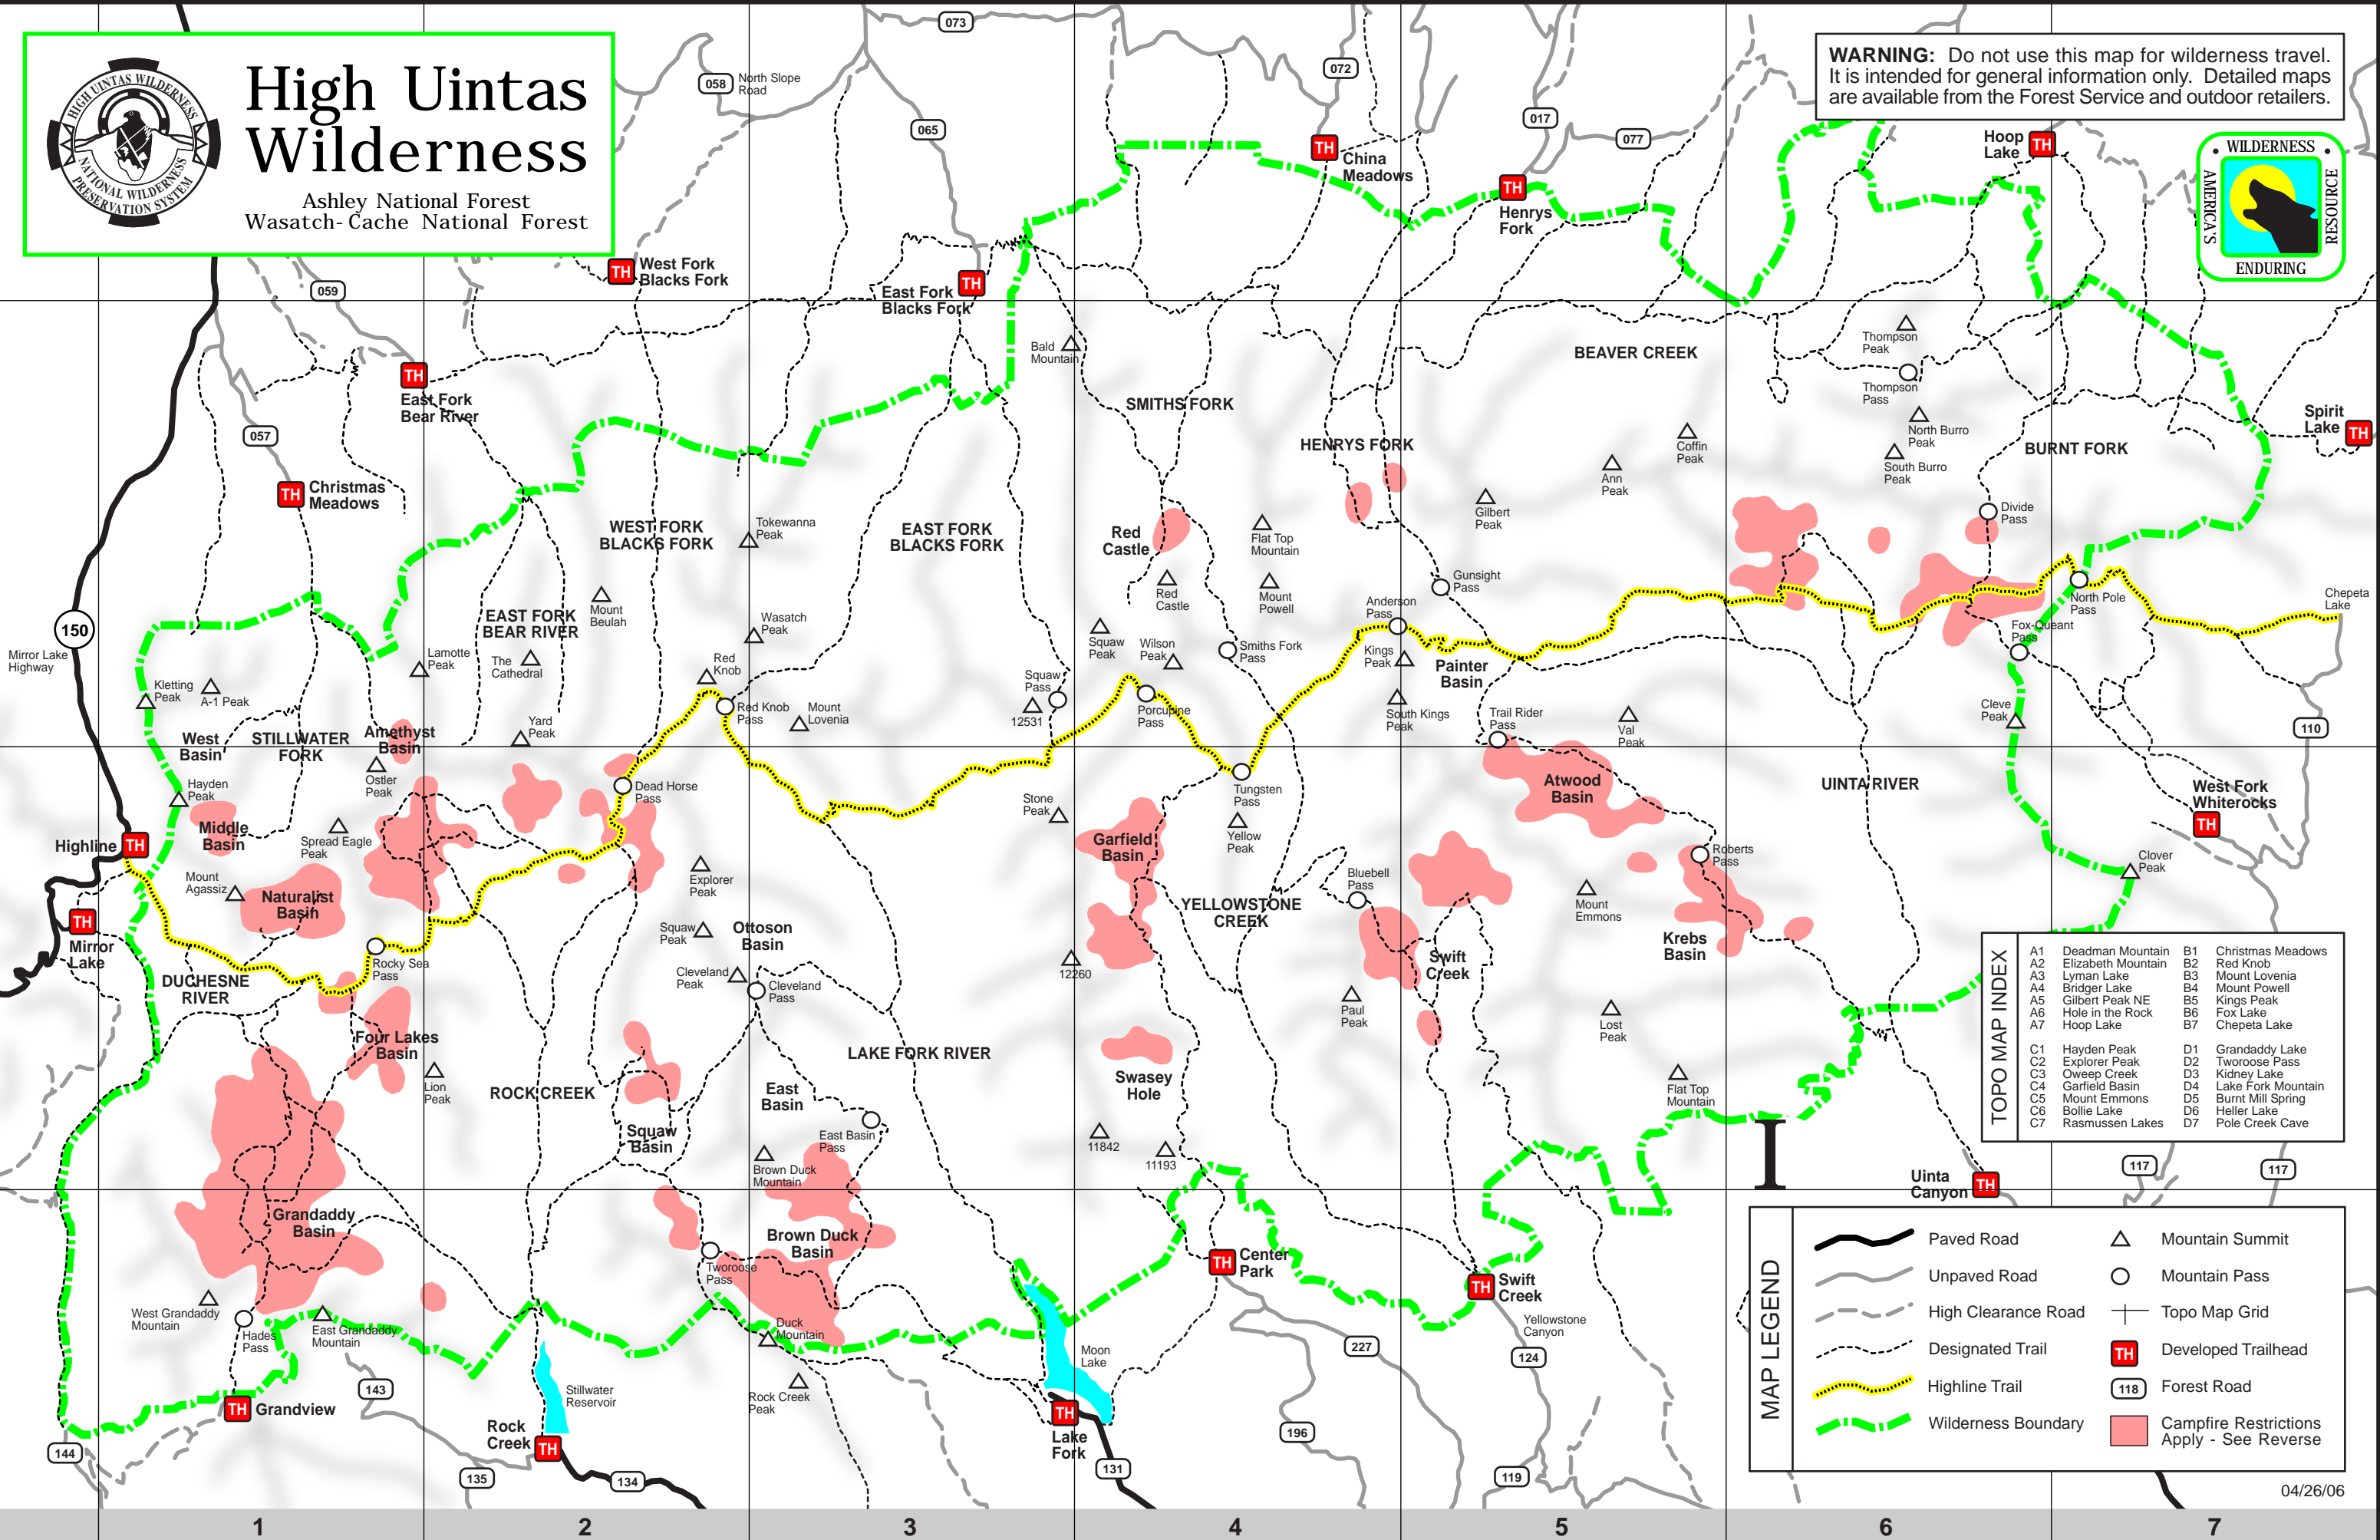 High Uintas
Wilderness
Ashley National Forest
Wasatch-Cache National Forest
HIGH UINTAS WILDERNESS
NATIONAL WILDERNESS
PRESERVATION SYSTEM
WARNING: Do not use this map for wilderness travel.
It is intended for general information only. Detailed maps
are available from the Forest Service and outdoor retailers.
WILDERNESS
AMERICA'S
RESOURCE
ENDURING
073
058
North Slope
Road
065
072
017
077
TH
China
Meadows
TH
Henrys
Fork
Hoop
Lake
TH
TH
West Fork
Blacks Fork
East Fork
Blacks Fork
TH
059
TH
East Fork
Bear River
057
TH
Christmas
Meadows
Bald
Mountain
SMITHS FORK
HENRYS FORK
BEAVER CREEK
Thompson
Peak
Thompson
Pass
North Burro
Peak
South Burro
Peak
BURNT FORK
Spirit
Lake
TH
Coffin
Peak
Ann
Peak
Gilbert
Peak
Divide
Pass
WEST FORK
BLACKS FORK
Tokewanna
Peak
EAST FORK
BLACKS FORK
Red
Castle
Flat Top
Mountain
Red
Castle
Mount
Powell
Gunsight
Pass
Anderson
Pass
North Pole
Pass
Chepeta
Lake
150
Mirror Lake
Highway
EAST FORK
BEAR RIVER
Mount
Beulah
Wasatch
Peak
Squaw
Peak
Wilson
Peak
Smiths Fork
Pass
Kings
Peak
Painter
Basin
Fox-Queant
Pass
Lamotte
Peak
The
Cathedral
Red
Knob
Squaw
Pass
12531
Kletting
Peak
A-1 Peak
Red Knob
Pass
Mount
Lovenia
Porcupine
Pass
South Kings
Peak
Trail Rider
Pass
Val
Peak
Cleve
Peak
110
West
Basin
STILLWATER
FORK
Amethyst
Basin
Yard
Peak
Ostler
Peak
Hayden
Peak
Dead Horse
Pass
Stone
Peak
Tungsten
Pass
Atwood
Basin
UINTA RIVER
West Fork
Whiterocks
TH
Highline
TH
Middle
Basin
Spread Eagle
Peak
Garfield
Basin
Yellow
Peak
Roberts
Pass
Clover
Peak
Mount
Agassiz
Naturalist
Basin
Explorer
Peak
Bluebell
Pass
Mount
Emmons
TH
Mirror
Lake
Squaw
Peak
Ottoson
Basin
YELLOWSTONE
CREEK
Krebs
Basin
Rocky Sea
Pass
Cleveland
Peak
Cleveland
Pass
12260
Swift
Creek
DUCHESNE
RIVER
Paul
Peak
Lost
Peak
Four Lakes
Basin
LAKE FORK RIVER
Lion
Peak
ROCK CREEK
East
Basin
Swasey
Hole
Flat Top
Mountain
Squaw
Basin
East Basin
Pass
11842
11193
Brown Duck
Mountain
Uinta
Canyon
TH
117
117
Grandaddy
Basin
Brown Duck
Basin
Tworoose
Pass
Center
Park
TH
TH
Swift
Creek
West Grandaddy
Mountain
Hades
Pass
East Grandaddy
Mountain
Duck
Mountain
Moon
Lake
Yellowstone
Canyon
227
124
143
Stillwater
Reservoir
Rock Creek
Peak
TH
Grandview
Rock
Creek
TH
TH
Lake
Fork
144
135
134
131
196
119
TOPO MAP INDEX
A1 Deadman Mountain B1 Christmas Meadows
A2 Elizabeth Mountain B2 Red Knob
A3 Lyman Lake B3 Mount Lovenia
A4 Bridger Lake B4 Mount Powell
A5 Gilbert Peak NE B5 Kings Peak
A6 Hole in the Rock B6 Fox Lake
A7 Hoop Lake B7 Chepeta Lake
C1 Hayden Peak D1 Grandaddy Lake
C2 Explorer Peak D2 Tworoose Pass
C3 Oweep Creek D3 Kidney Lake
C4 Garfield Basin D4 Lake Fork Mountain
C5 Mount Emmons D5 Burnt Mill Spring
C6 Bollie Lake D6 Heller Lake
C7 Rasmussen Lakes D7 Pole Creek Cave
I
MAP LEGEND
Paved Road
Mountain Summit
Unpaved Road
Mountain Pass
High Clearance Road
Topo Map Grid
Designated Trail
TH Developed Trailhead
Highline Trail
118 Forest Road
Wilderness Boundary
Campfire Restrictions
Apply - See Reverse
04/26/06
1 2 3 4 5 6 7